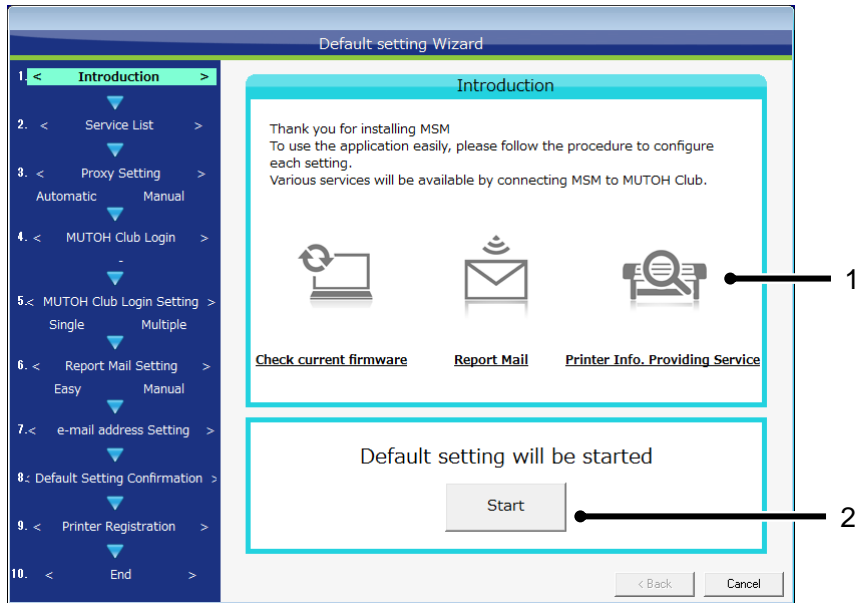 Default setting Wizard
1. < Introduction >
2. < Service List >
3. < Proxy Setting >
Automatic Manual
4. < MUTOH Club Login >
-
5.< MUTOH Club Login Setting >
Single Multiple
6. < Report Mail Setting >
Easy Manual
7.< e-mail address Setting >
8.< Default Setting Confirmation >
9. < Printer Registration >
10. < End >
Introduction
Thank you for installing MSM
To use the application easily, please follow the procedure to configure
each setting.
Various services will be available by connecting MSM to MUTOH Club.
1
Check current firmware Report Mail Printer Info. Providing Service
Default setting will be started
Start
2
< Back Cancel